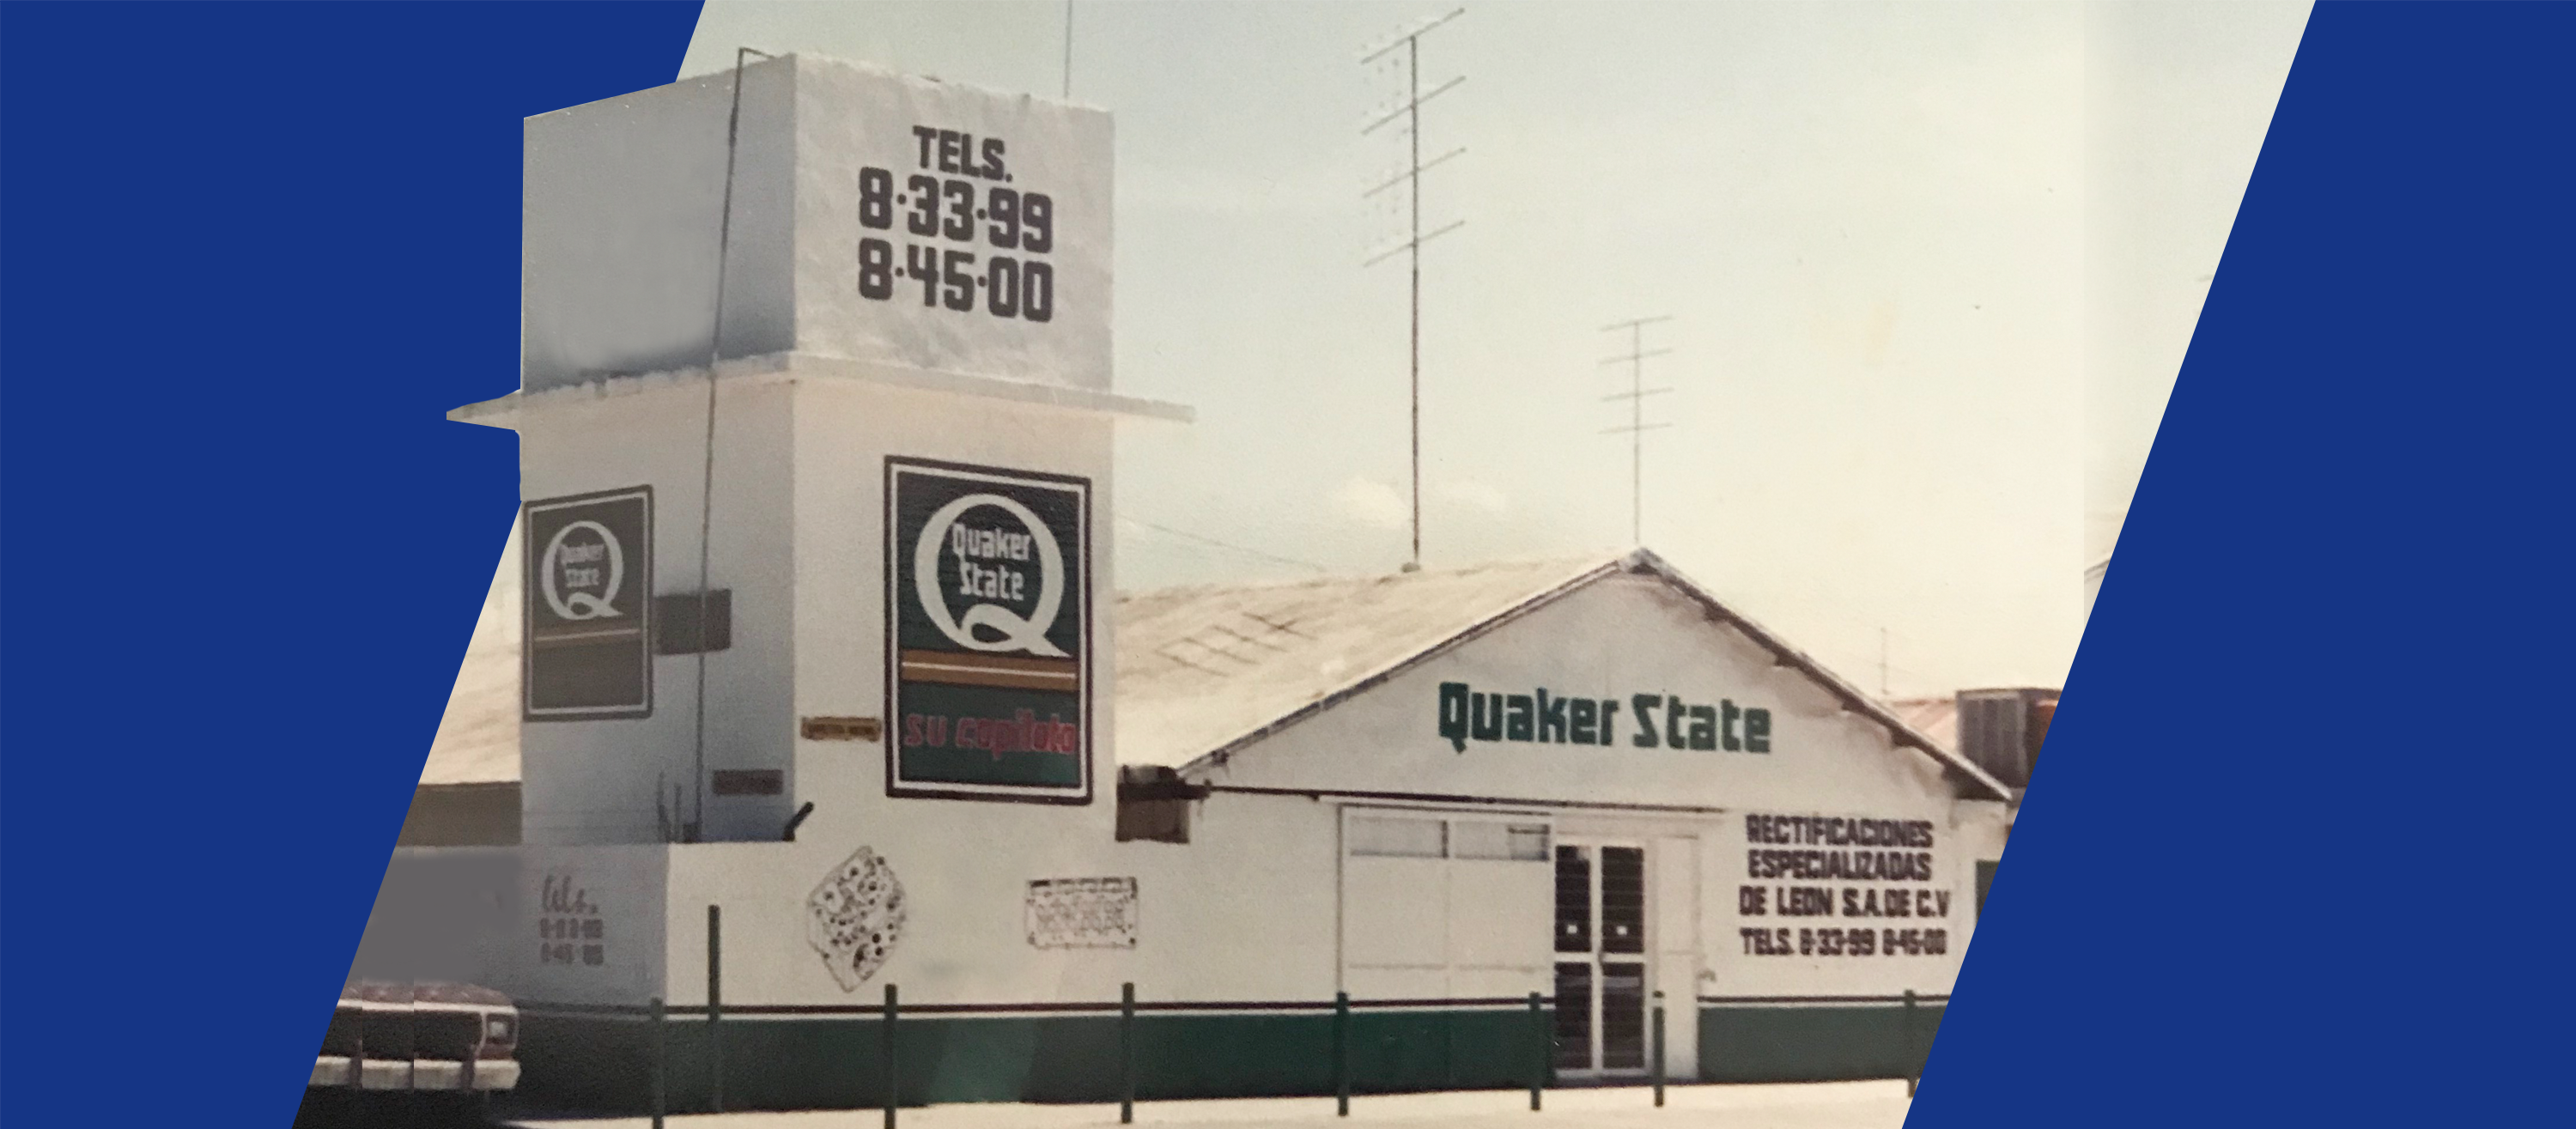 TELS.
8·33·99
8·45·00
Quaker
State
Quaker
State
su copiloto
Quaker State
RECTIFICACIONES
ESPECIALIZADAS
DE LEON S.A.DE C.V
TELS. 8·33·99 8·45·00
tels.